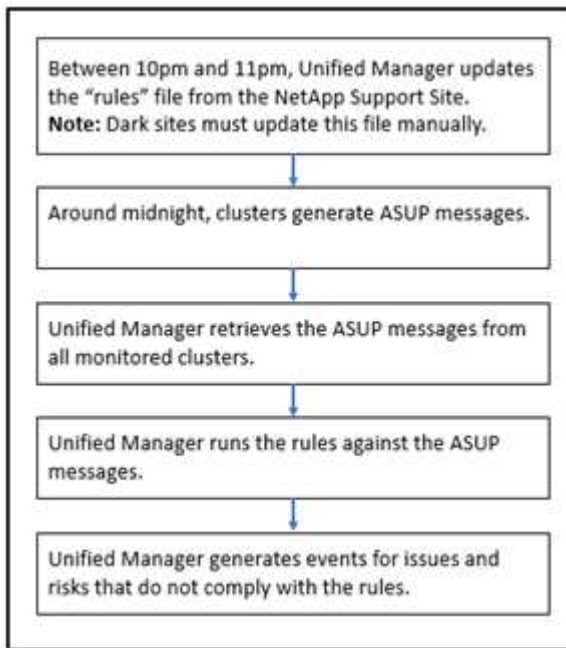 Between 10pm and 11pm, Unified Manager updates
the “rules” file from the NetApp Support Site.
Note: Dark sites must update this file manually.
Around midnight, clusters generate ASUP messages.
Unified Manager retrieves the ASUP messages from
all monitored clusters.
Unified Manager runs the rules against the ASUP
messages.
Unified Manager generates events for issues and
risks that do not comply with the rules.